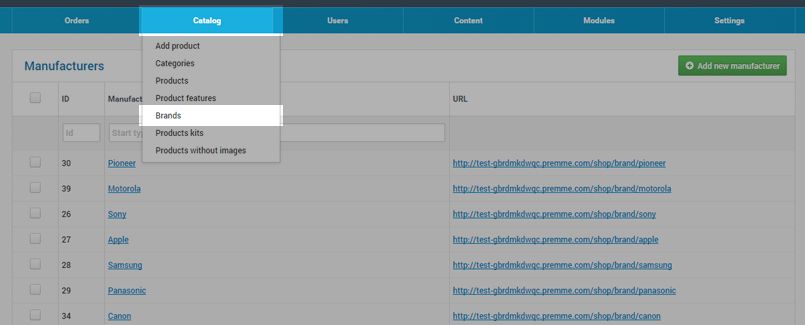 Orders Catalog Users Content Modules Settings
Add product
Categories
Products
Product features
Brands
Products kits
Products without images
Manufacturers
Add new manufacturer
ID URL
Id Start
30 Pioneer http://test-gbrdmkdwqc.premme.com/shop/brand/pioneer
39 Motorola http://test-gbrdmkdwqc.premme.com/shop/brand/motorola
26 Sony http://test-gbrdmkdwqc.premme.com/shop/brand/sony
27 Apple http://test-gbrdmkdwqc.premme.com/shop/brand/apple
28 Samsung http://test-gbrdmkdwqc.premme.com/shop/brand/samsung
29 Panasonic http://test-gbrdmkdwqc.premme.com/shop/brand/panasonic
34 Canon http://test-gbrdmkdwqc.premme.com/shop/brand/canon